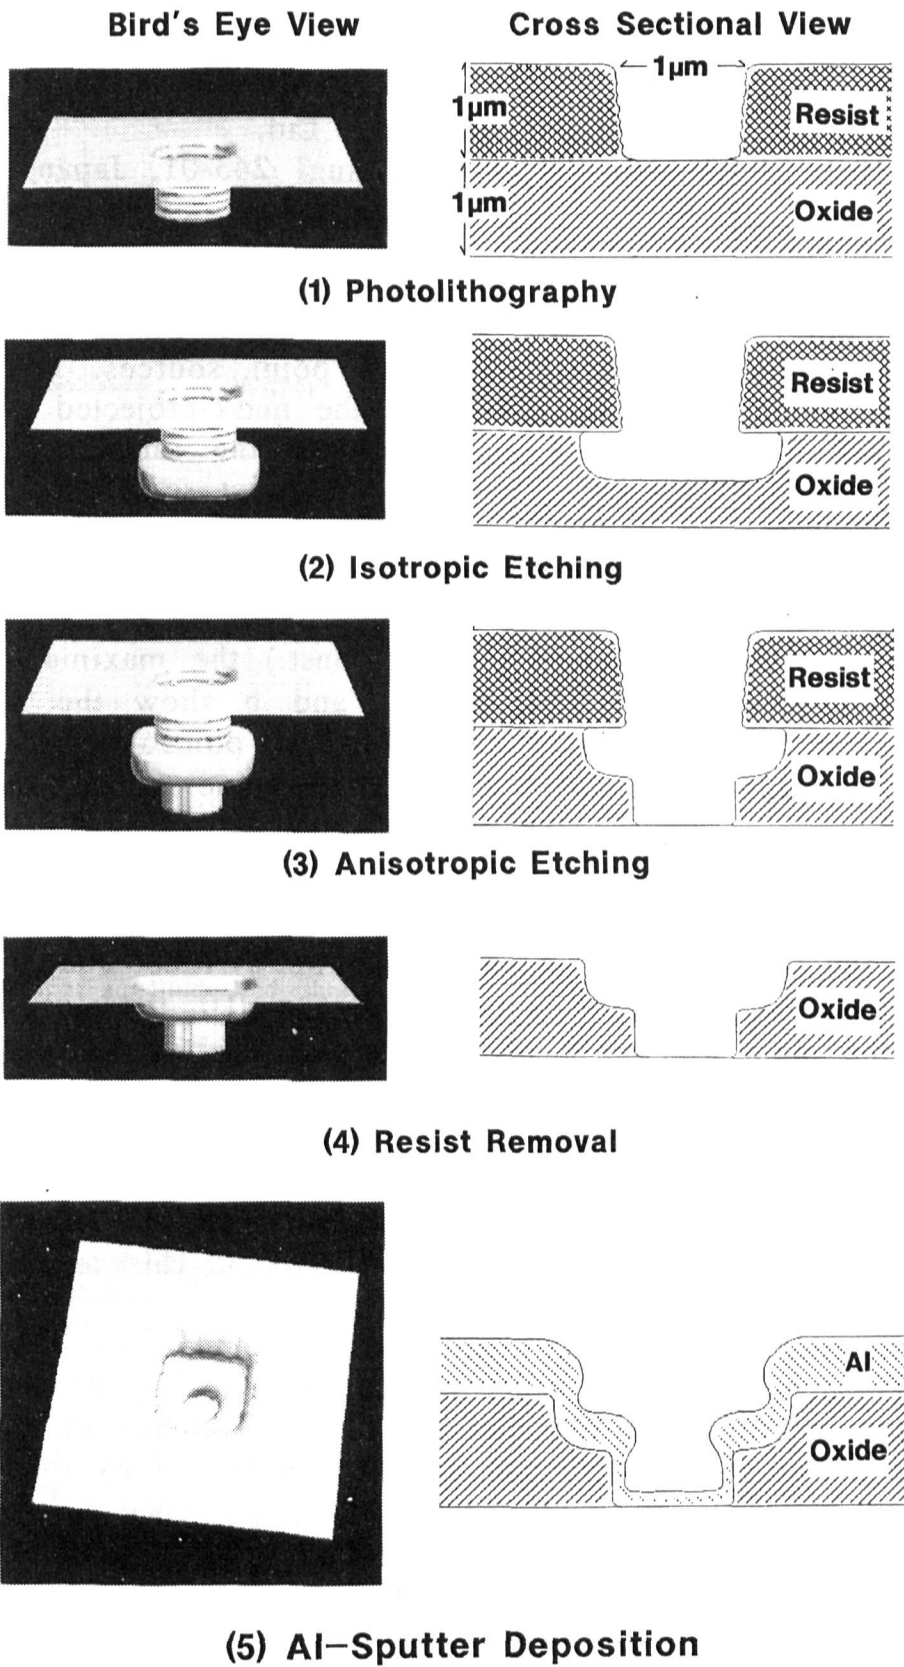 Bird's Eye View
Cross Sectional View
1µm
1µm
Resist
1µm
Oxide
(1) Photolithography
Resist
Oxide
(2) Isotropic Etching
Resist
Oxide
(3) Anisotropic Etching
Oxide
(4) Resist Removal
Al
Oxide
(5) Al–Sputter Deposition